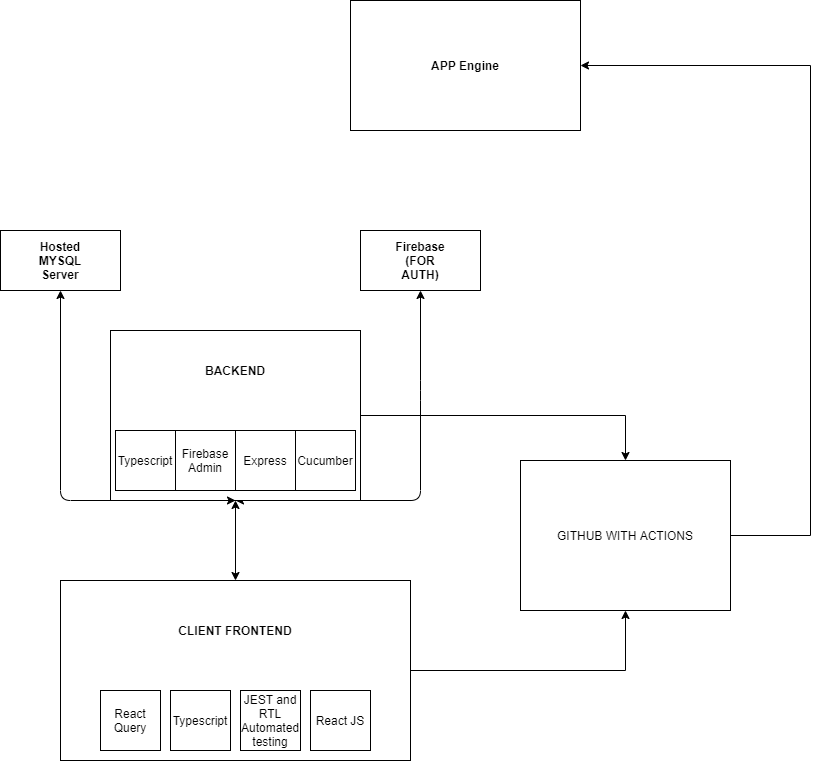 APP Engine
Hosted
MYSQL
Server
Firebase
(FOR
AUTH)
BACKEND
Typescript
Firebase
Admin
Express
Cucumber
GITHUB WITH ACTIONS
CLIENT FRONTEND
React
Query
Typescript
JEST and
RTL
Automated
testing
React JS